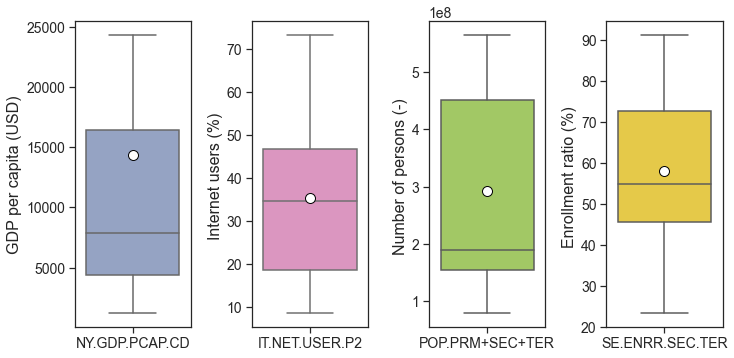 GDP per capita (USD)
25000
20000
15000
10000
5000
NY.GDP.PCAP.CD
Internet users (%)
70
60
50
40
30
20
10
IT.NET.USER.P2
Number of persons (-)
1e8
5
4
3
2
1
POP.PRM+SEC+TER
Enrollment ratio (%)
90
80
70
60
50
40
30
20
SE.ENRR.SEC.TER